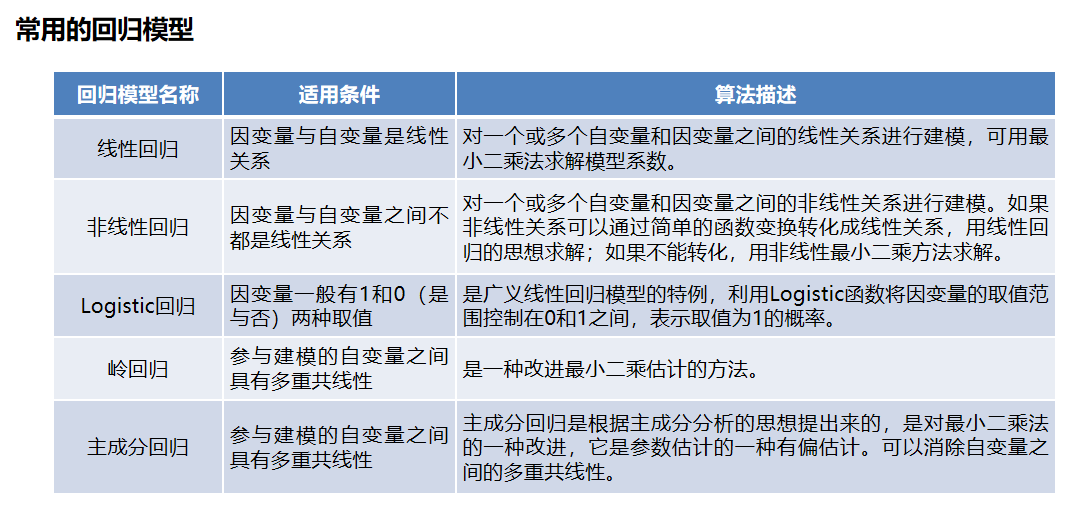 常用的回归模型
回归模型名称 适用条件 算法描述
线性回归
因变量与自变量是线性
关系
对一个或多个自变量和因变量之间的线性关系进行建模，可用最
小二乘法求解模型系数。
非线性回归
因变量与自变量之间不
都是线性关系
对一个或多个自变量和因变量之间的非线性关系进行建模。如果
非线性关系可以通过简单的函数变换转化成线性关系，用线性回
归的思想求解；如果不能转化，用非线性最小二乘方法求解。
Logistic回归
因变量一般有1和0（是
与否）两种取值
是广义线性回归模型的特例，利用Logistic函数将因变量的取值范
围控制在0和1之间，表示取值为1的概率。
岭回归
参与建模的自变量之间
具有多重共线性
是一种改进最小二乘估计的方法。
主成分回归
参与建模的自变量之间
具有多重共线性
主成分回归是根据主成分分析的思想提出来的，是对最小二乘法
的一种改进，它是参数估计的一种有偏估计。可以消除自变量之
间的多重共线性。